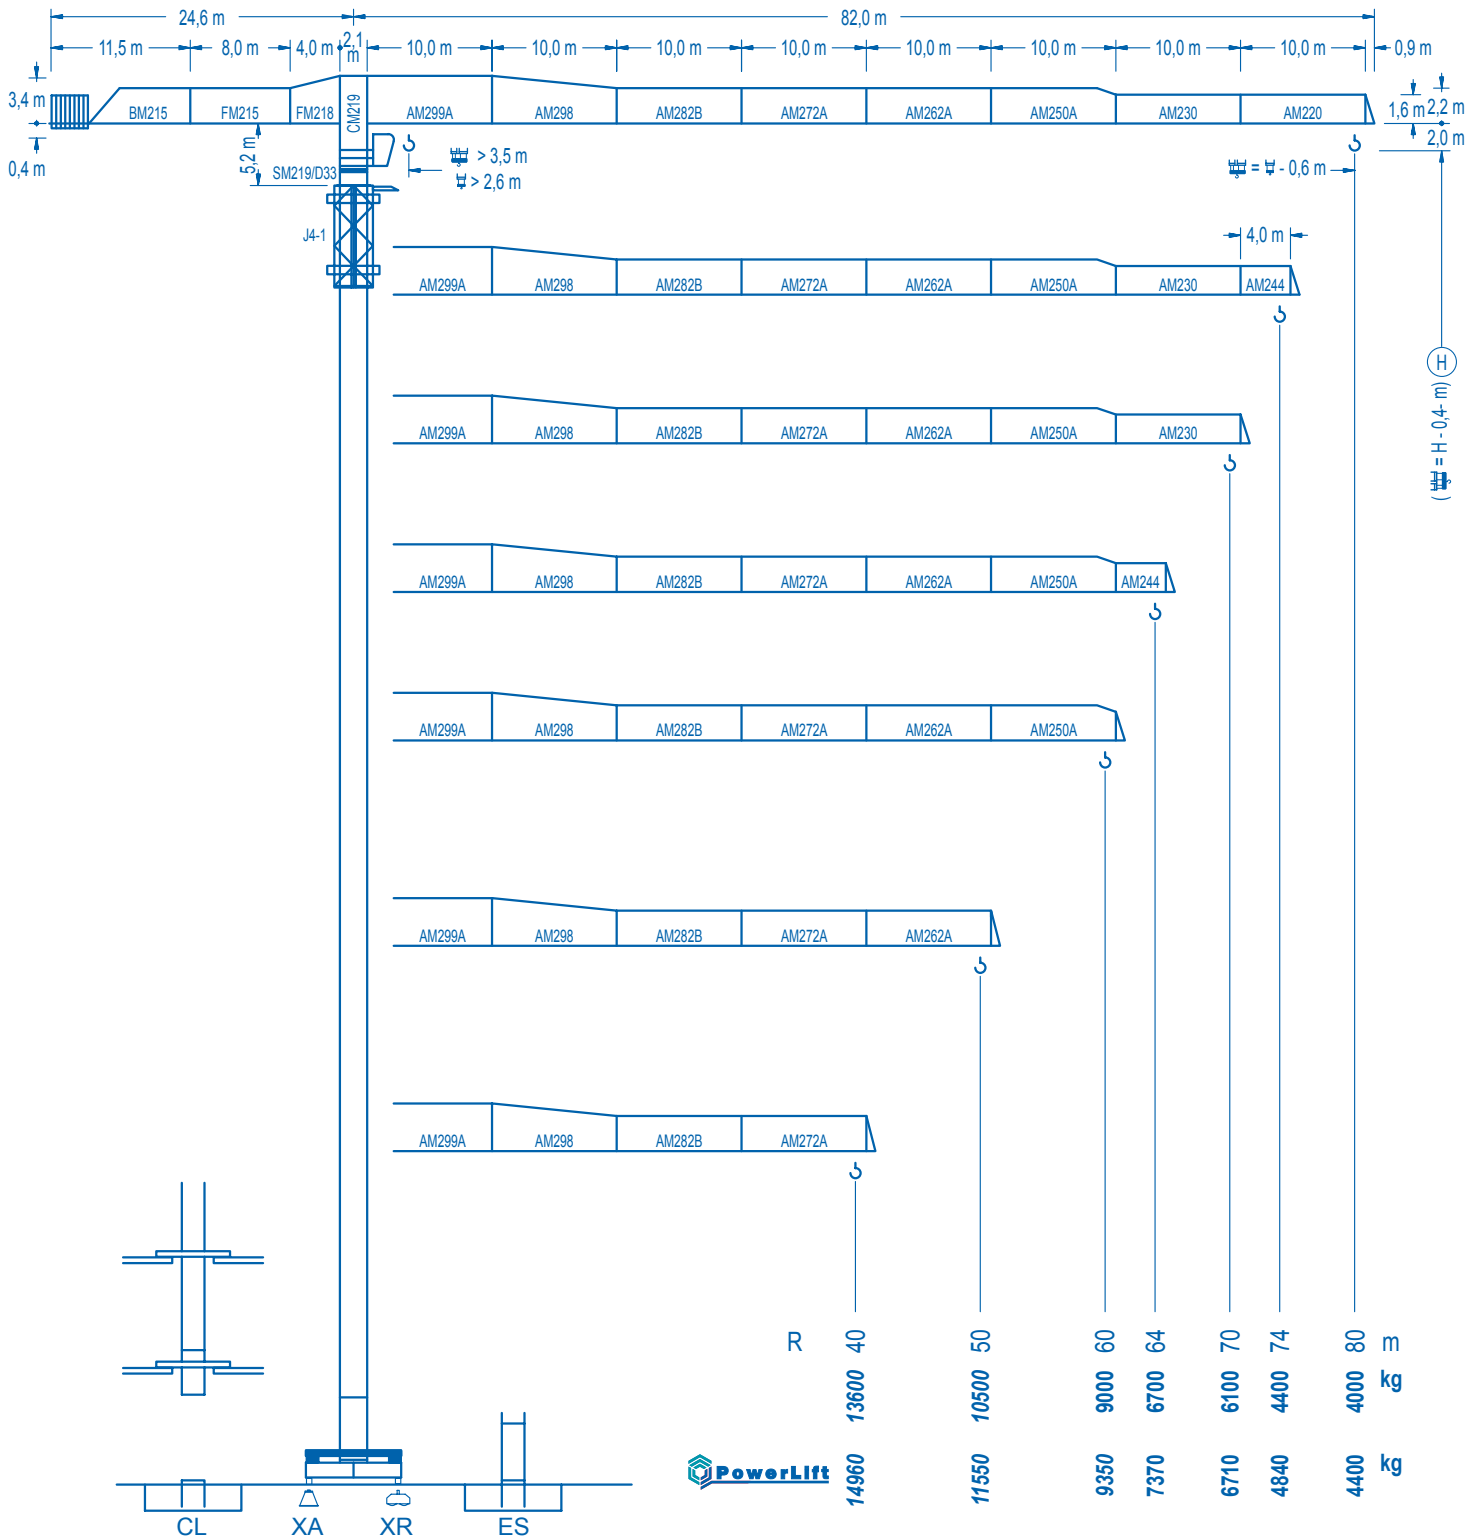 24,6 m 82,0 m
11,5 m 8,0 m 4,0 m 2,1 m 10,0 m 10,0 m 10,0 m 10,0 m 10,0 m 10,0 m 10,0 m 10,0 m 0,9 m
3,4 m BM215 FM215 FM218 CM219 AM299A AM298 AM282B AM272A AM262A AM250A AM230 AM220 1,6 m 2,2 m
0,4 m 5,2 m 2,0 m
> 3,5 m
SM219/D33 > 2,6 m = - 0,6 m
J4-1 4,0 m
AM299A AM298 AM282B AM272A AM262A AM250A AM230 AM244
H
( = H - 0,4 m)
AM299A AM298 AM282B AM272A AM262A AM250A AM230
AM299A AM298 AM282B AM272A AM262A AM250A AM244
AM299A AM298 AM282B AM272A AM262A AM250A
AM299A AM298 AM282B AM272A AM262A
AM299A AM298 AM282B AM272A
R 40 50 60 64 70 74 80 m
13600 10500 9000 6700 6100 4400 4000 kg
PowerLift 14960 11550 9350 7370 6710 4840 4400 kg
CL XA XR ES